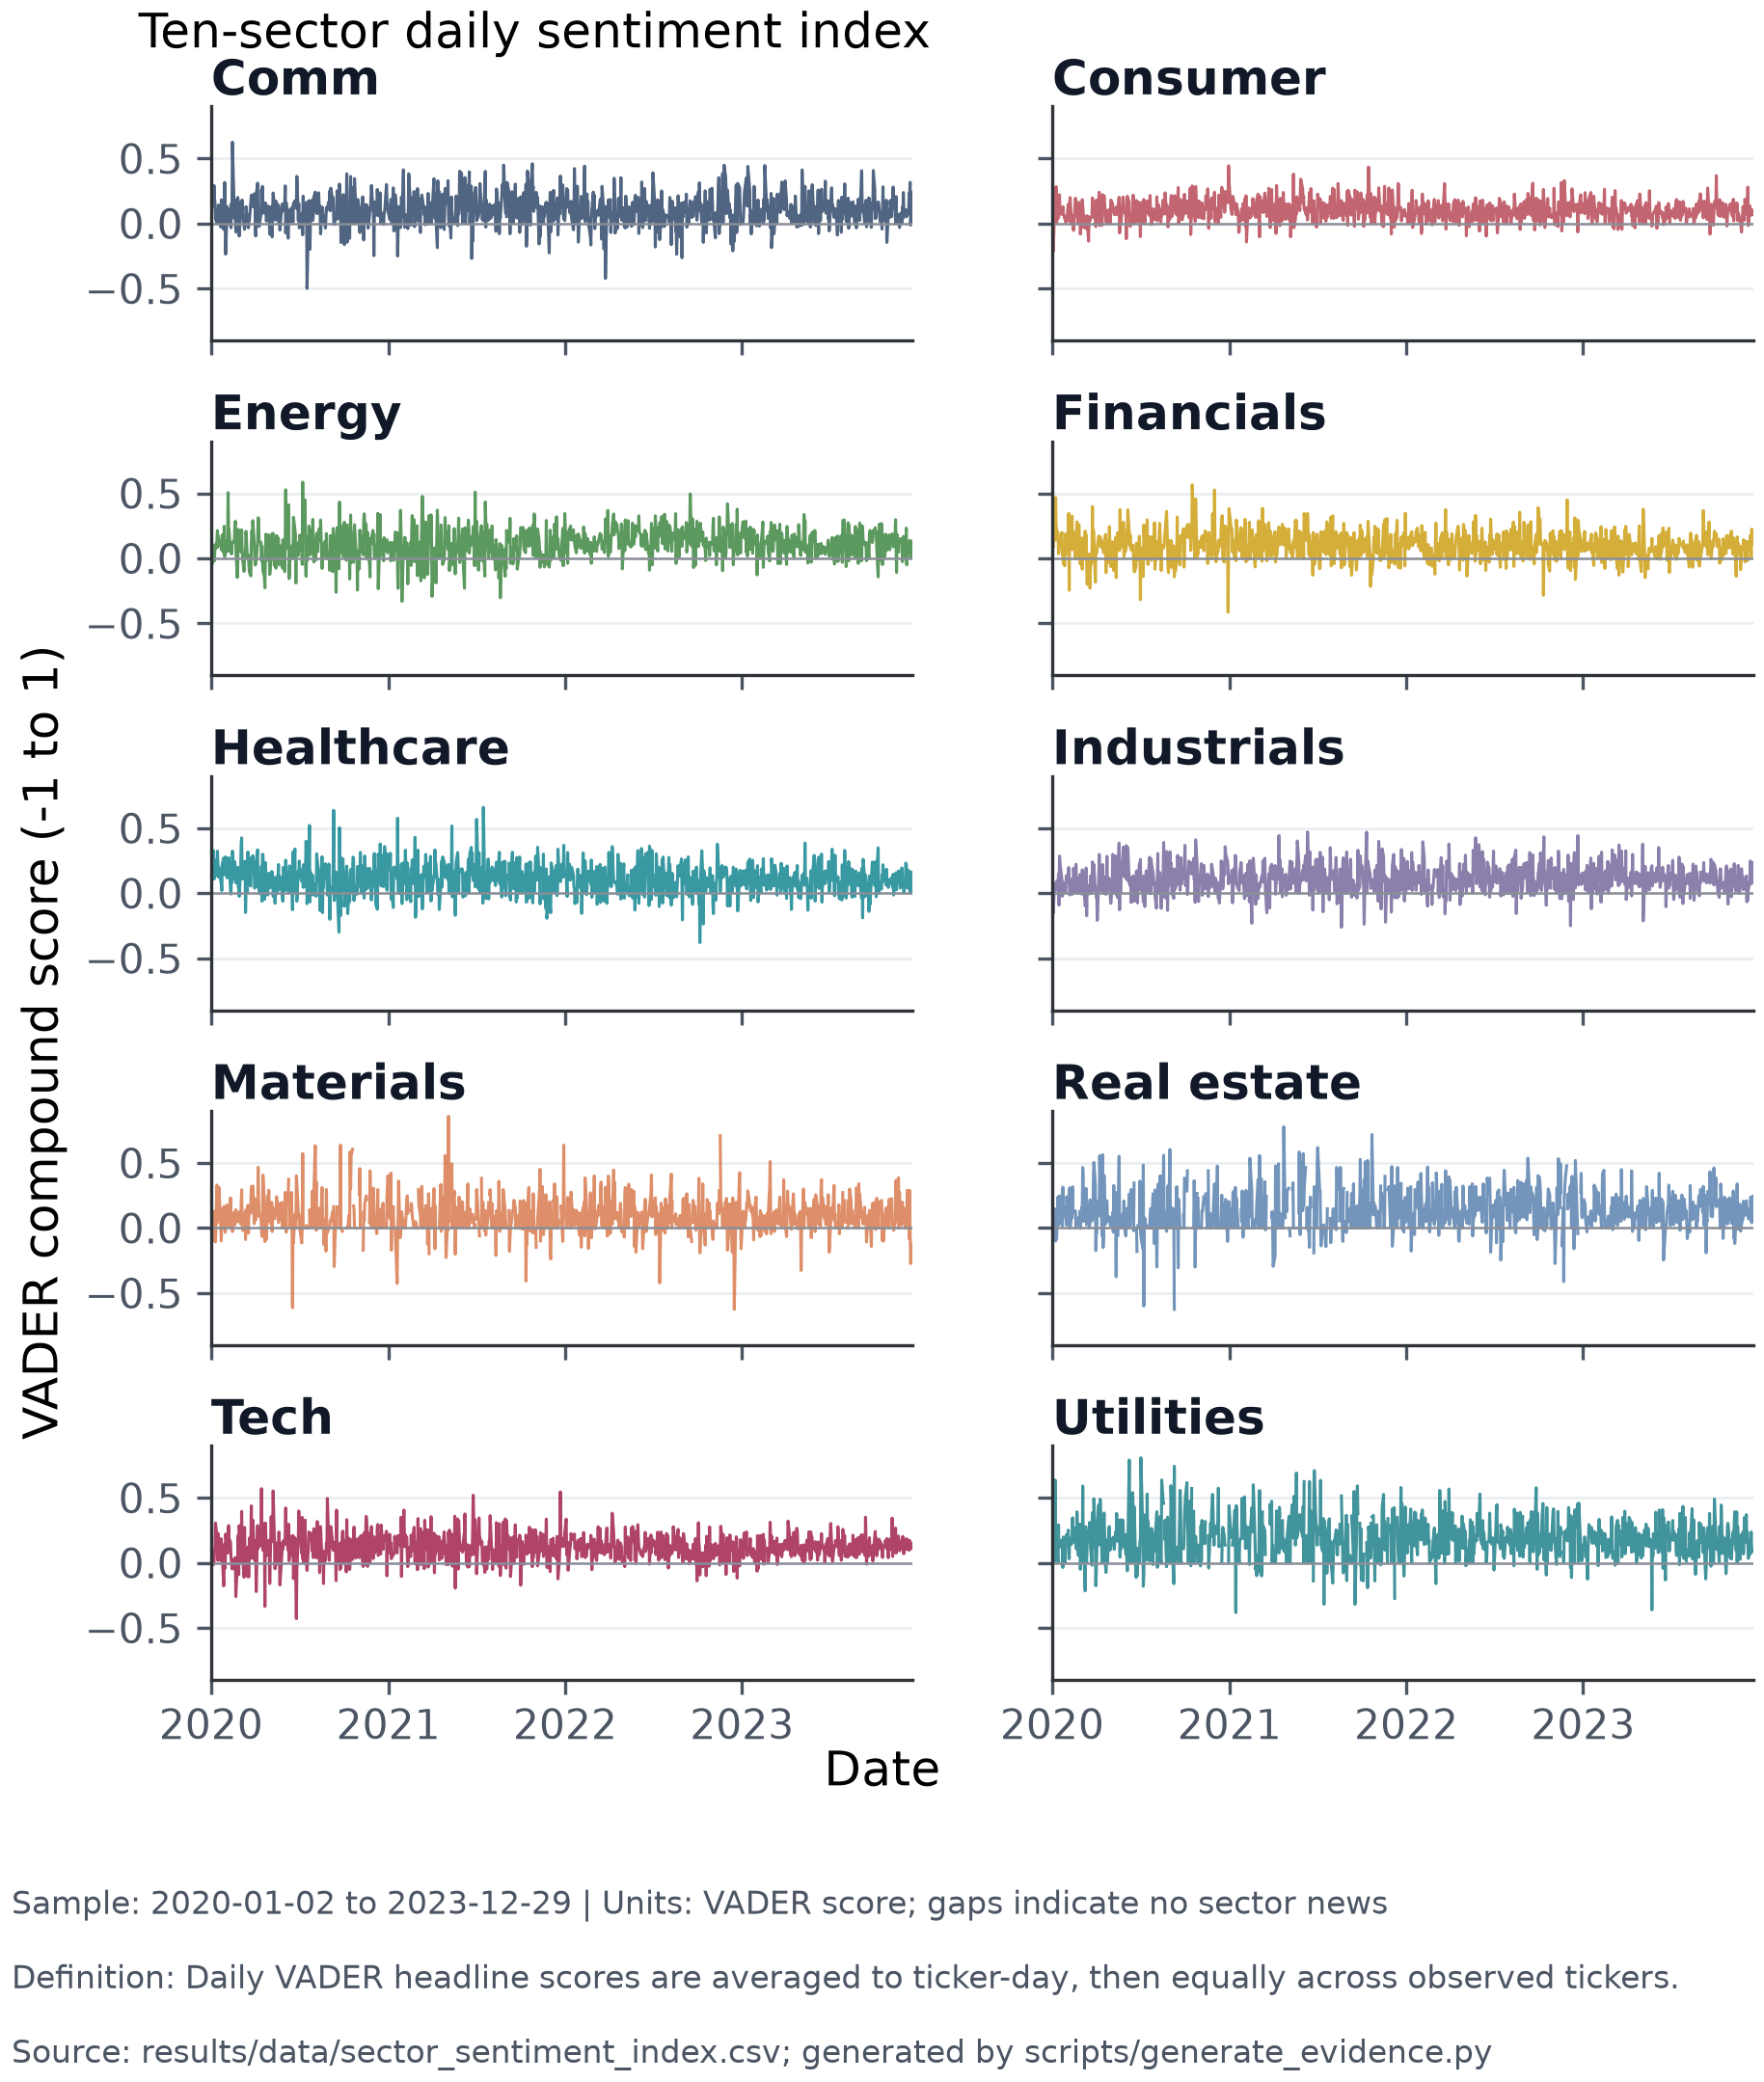 Ten-sector daily sentiment index
Comm
Consumer
0.5
0.0
−0.5
Energy
Financials
0.5
0.0
−0.5
Healthcare
Industrials
0.5
0.0
−0.5
VADER compound score (-1 to 1)
Materials
Real estate
0.5
0.0
−0.5
Tech
Utilities
0.5
0.0
−0.5
2020 2021 2022 2023
2020 2021 2022 2023
Date
Sample: 2020-01-02 to 2023-12-29 | Units: VADER score; gaps indicate no sector news
Definition: Daily VADER headline scores are averaged to ticker-day, then equally across observed tickers.
Source: results/data/sector_sentiment_index.csv; generated by scripts/generate_evidence.py